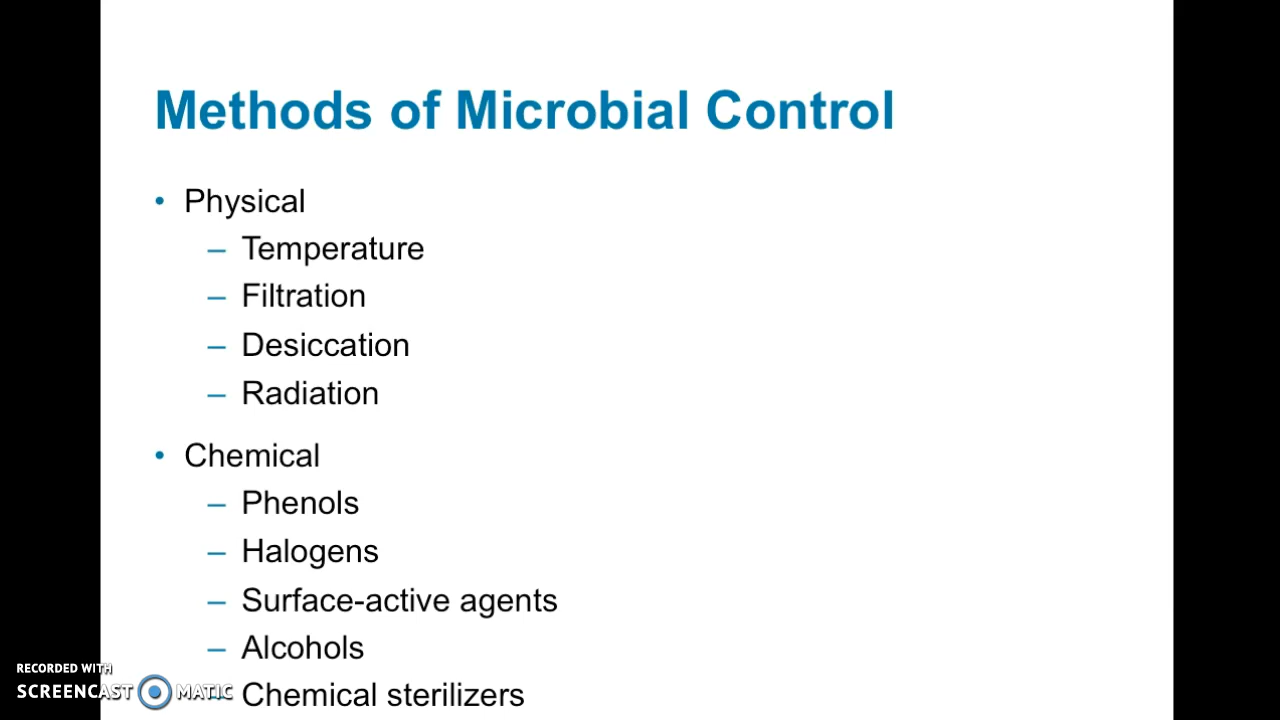 Methods of Microbial Control
• Physical
– Temperature
– Filtration
– Desiccation
– Radiation
• Chemical
– Phenols
– Halogens
– Surface-active agents
– Alcohols
– Chemical sterilizers
RECORDED WITH
SCREENCAST MATIC